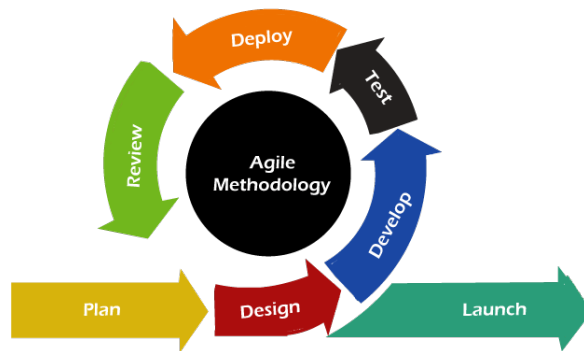 Deploy
Test
Review
Agile
Methodology
Develop
Plan
Design
Launch